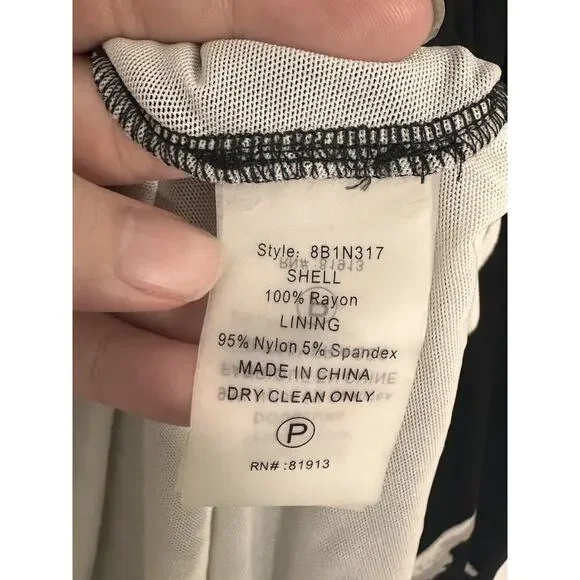 Style: 8B1N317
SHELL
100% Rayon
LINING
95% Nylon 5% Spandex
MADE IN CHINA
DRY CLEAN ONLY
P
RN# :81913